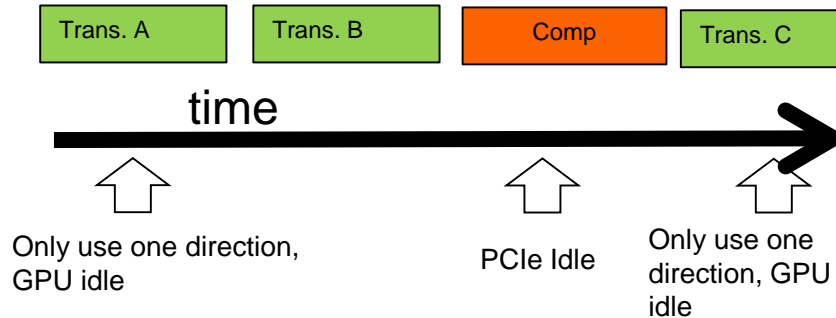 Trans. A
Trans. B
Comp
Trans. C
time
Only use one direction,
GPU idle
PCIe Idle
Only use one
direction, GPU
idle